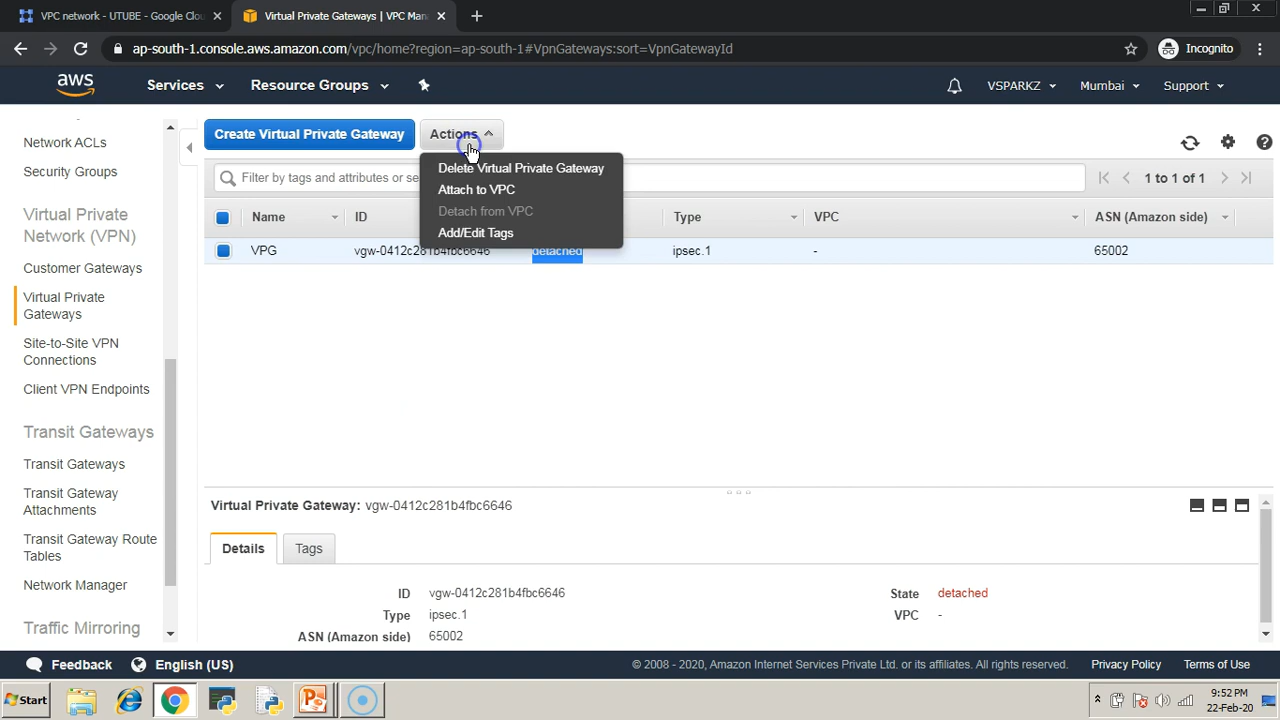 VPC network - UTUBE - Google Clou
Virtual Private Gateways | VPC Man
ap-south-1.console.aws.amazon.com/vpc/home?region=ap-south-1#VpnGateways:sort=VpnGatewayId
Incognito
aws
Services
Resource Groups
VSPARKZ
Mumbai
Support
Network ACLs
Security Groups
Virtual Private
Network (VPN)
Customer Gateways
Virtual Private
Gateways
Site-to-Site VPN
Connections
Client VPN Endpoints
Transit Gateways
Transit Gateways
Transit Gateway
Attachments
Transit Gateway Route
Tables
Network Manager
Traffic Mirroring
Create Virtual Private Gateway
Actions
Delete Virtual Private Gateway
Attach to VPC
Detach from VPC
Add/Edit Tags
Filter by tags and attributes or se
1 to 1 of 1
Name ID Type VPC ASN (Amazon side)
VPG vgw-0412c281b4fbc6646 detached ipsec.1 - 65002
Virtual Private Gateway: vgw-0412c281b4fbc6646
Details
Tags
ID vgw-0412c281b4fbc6646 State detached
Type ipsec.1 VPC -
ASN (Amazon side) 65002
Feedback
English (US)
© 2008 - 2020, Amazon Internet Services Private Ltd. or its affiliates. All rights reserved.
Privacy Policy
Terms of Use
Start
9:52 PM
22-Feb-20